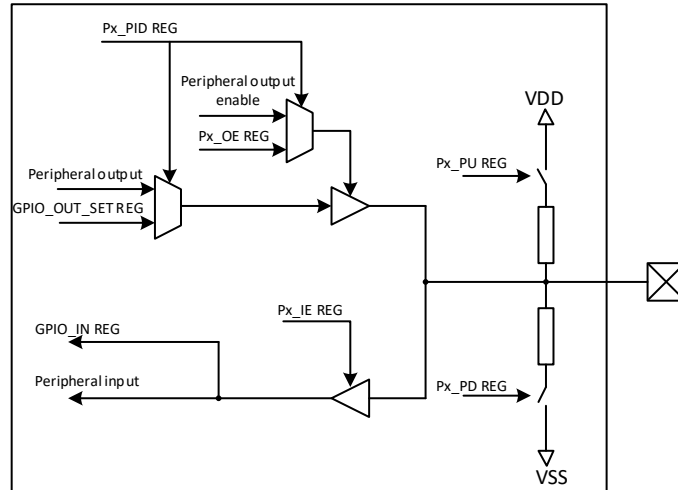 Px_PID REG
Peripheral output
enable
Px_OE REG
VDD
Px_PU REG
Peripheral output
GPIO_OUT_SET REG
Px_IE REG
GPIO_IN REG
Peripheral input
Px_PD REG
VSS